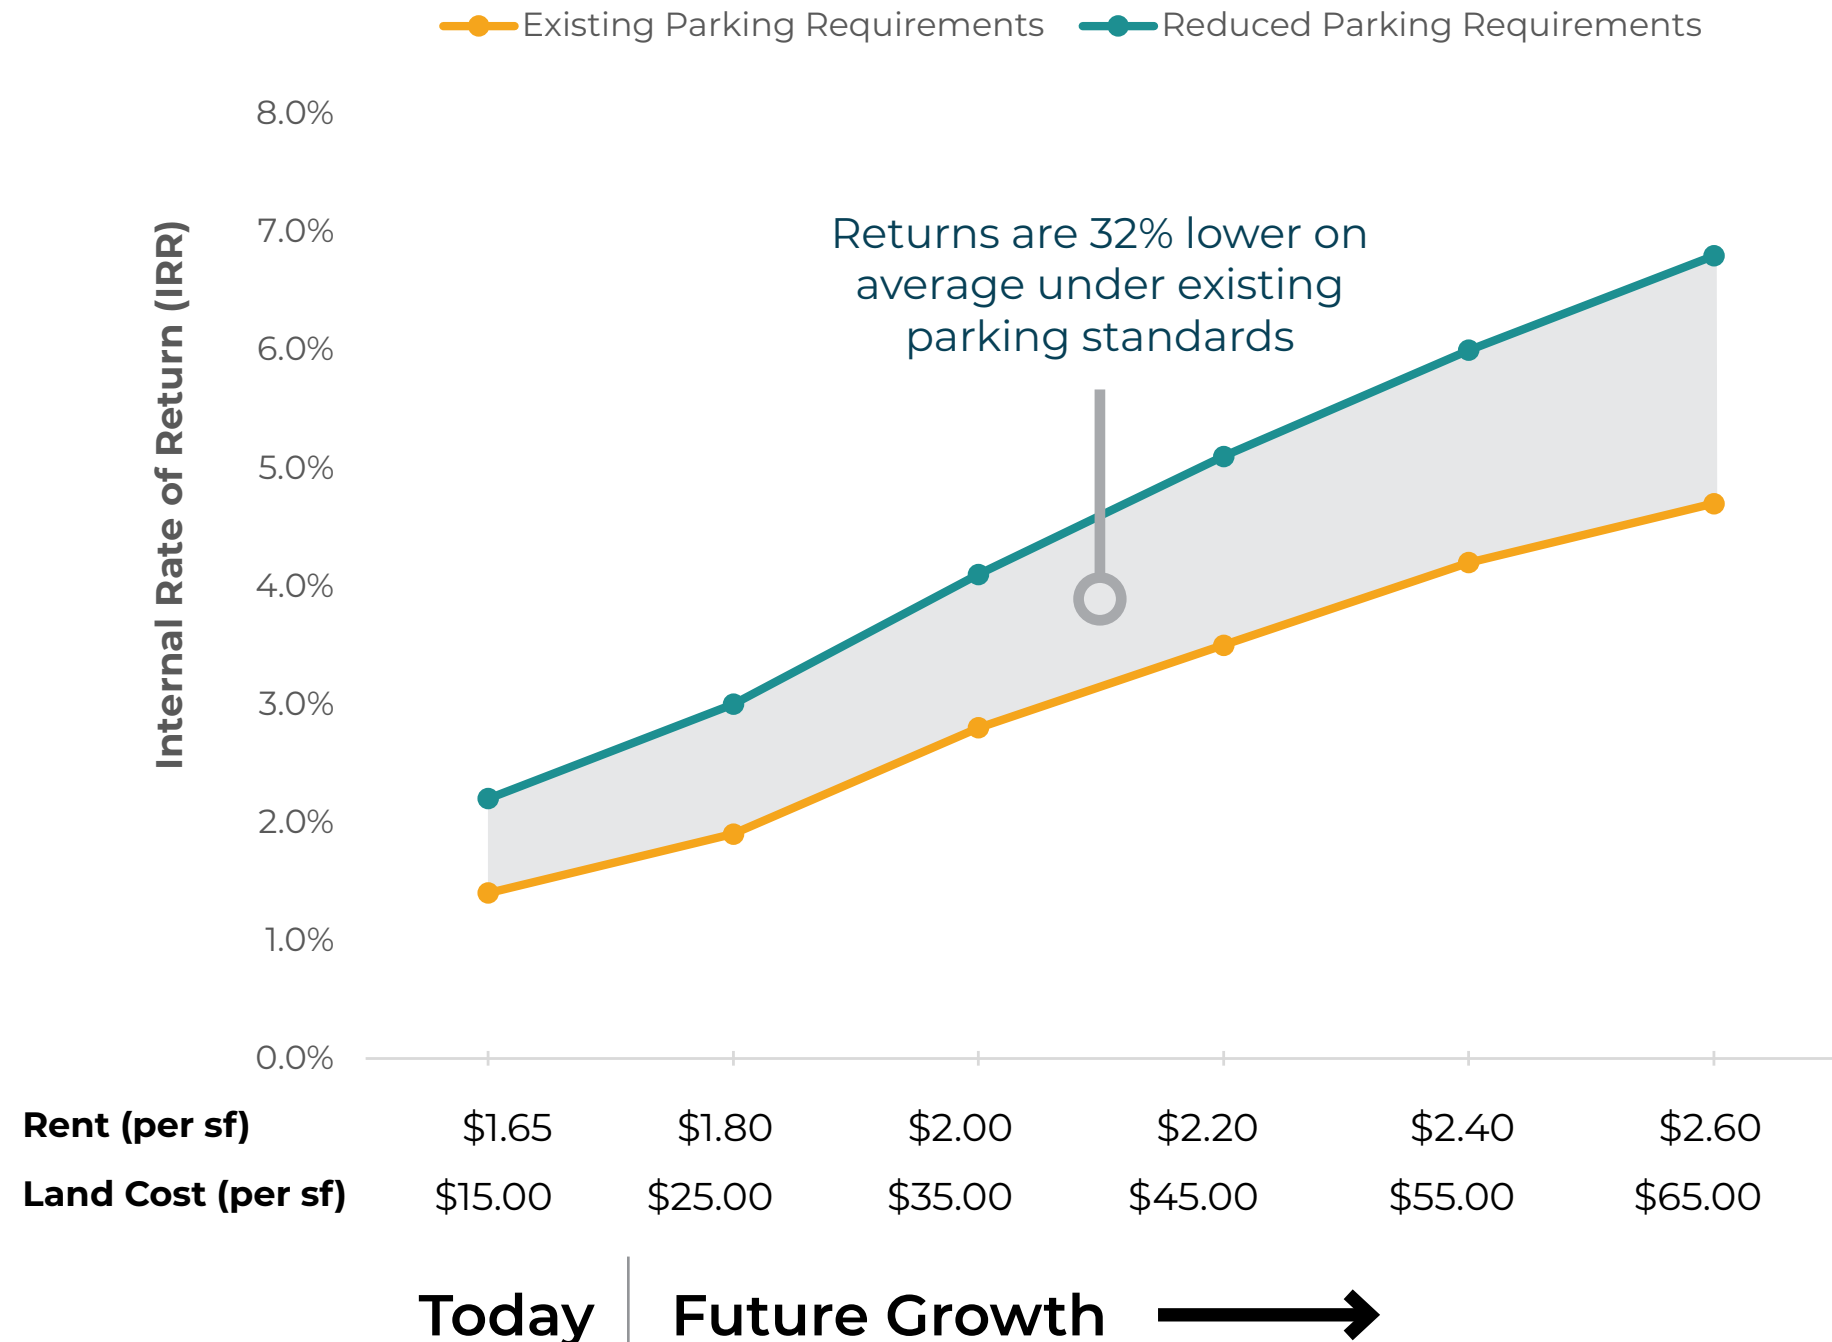 Existing Parking Requirements Reduced Parking Requirements
8.0%
7.0%
6.0%
5.0%
4.0%
3.0%
2.0%
1.0%
0.0%
Internal Rate of Return (IRR)
Returns are 32% lower on
average under existing
parking standards
Rent (per sf) $1.65 $1.80 $2.00 $2.20 $2.40 $2.60
Land Cost (per sf) $15.00 $25.00 $35.00 $45.00 $55.00 $65.00
Today Future Growth